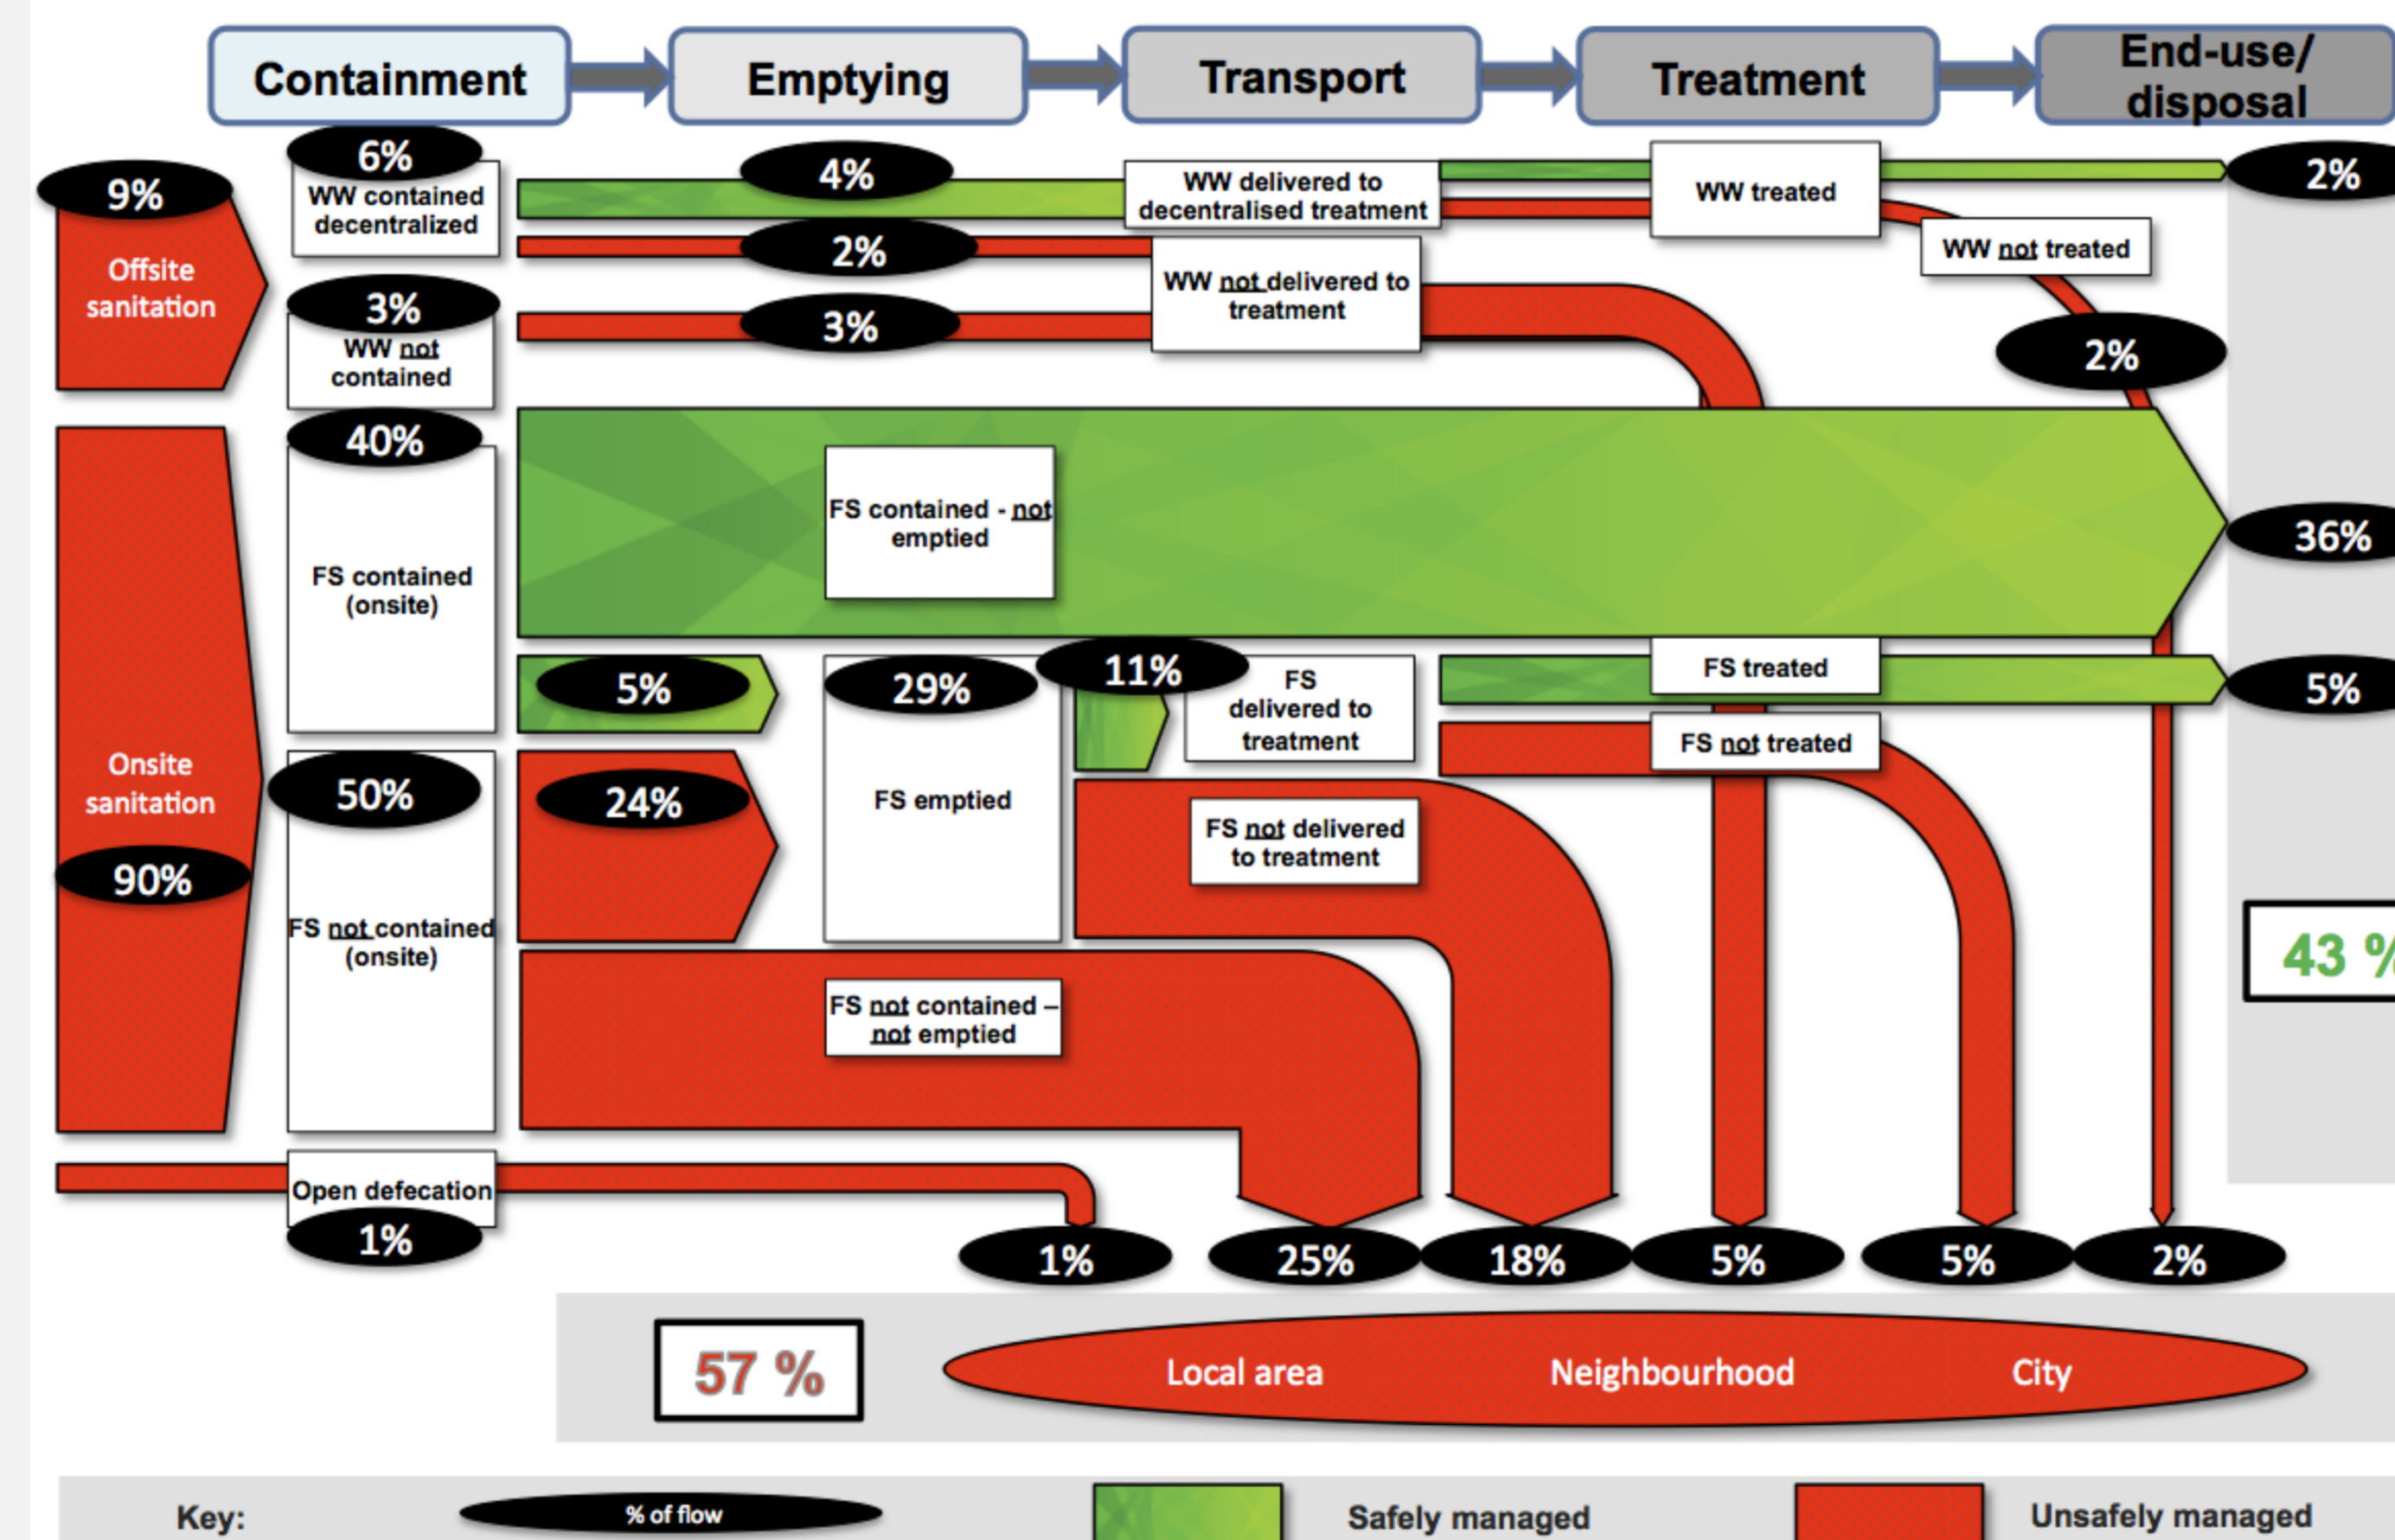 Containment
Emptying
Transport
Treatment
End-use/
disposal
6%
9%
WW contained
decentralized
4%
WW delivered to
decentralised treatment
WW treated
2%
Offsite
sanitation
2%
WW not delivered to
treatment
WW not treated
3%
WW not
contained
3%
2%
40%
FS contained
(onsite)
FS contained - not
emptied
36%
5%
29%
11%
FS
delivered to
treatment
FS treated
5%
FS not treated
Onsite
sanitation
90%
50%
FS not contained
(onsite)
24%
FS emptied
FS not delivered
to treatment
43 %
FS not contained –
not emptied
Open defecation
1%
1%
25%
18%
5%
5%
2%
57 %
Local area
Neighbourhood
City
Key:
% of flow
Safely managed
Unsafely managed